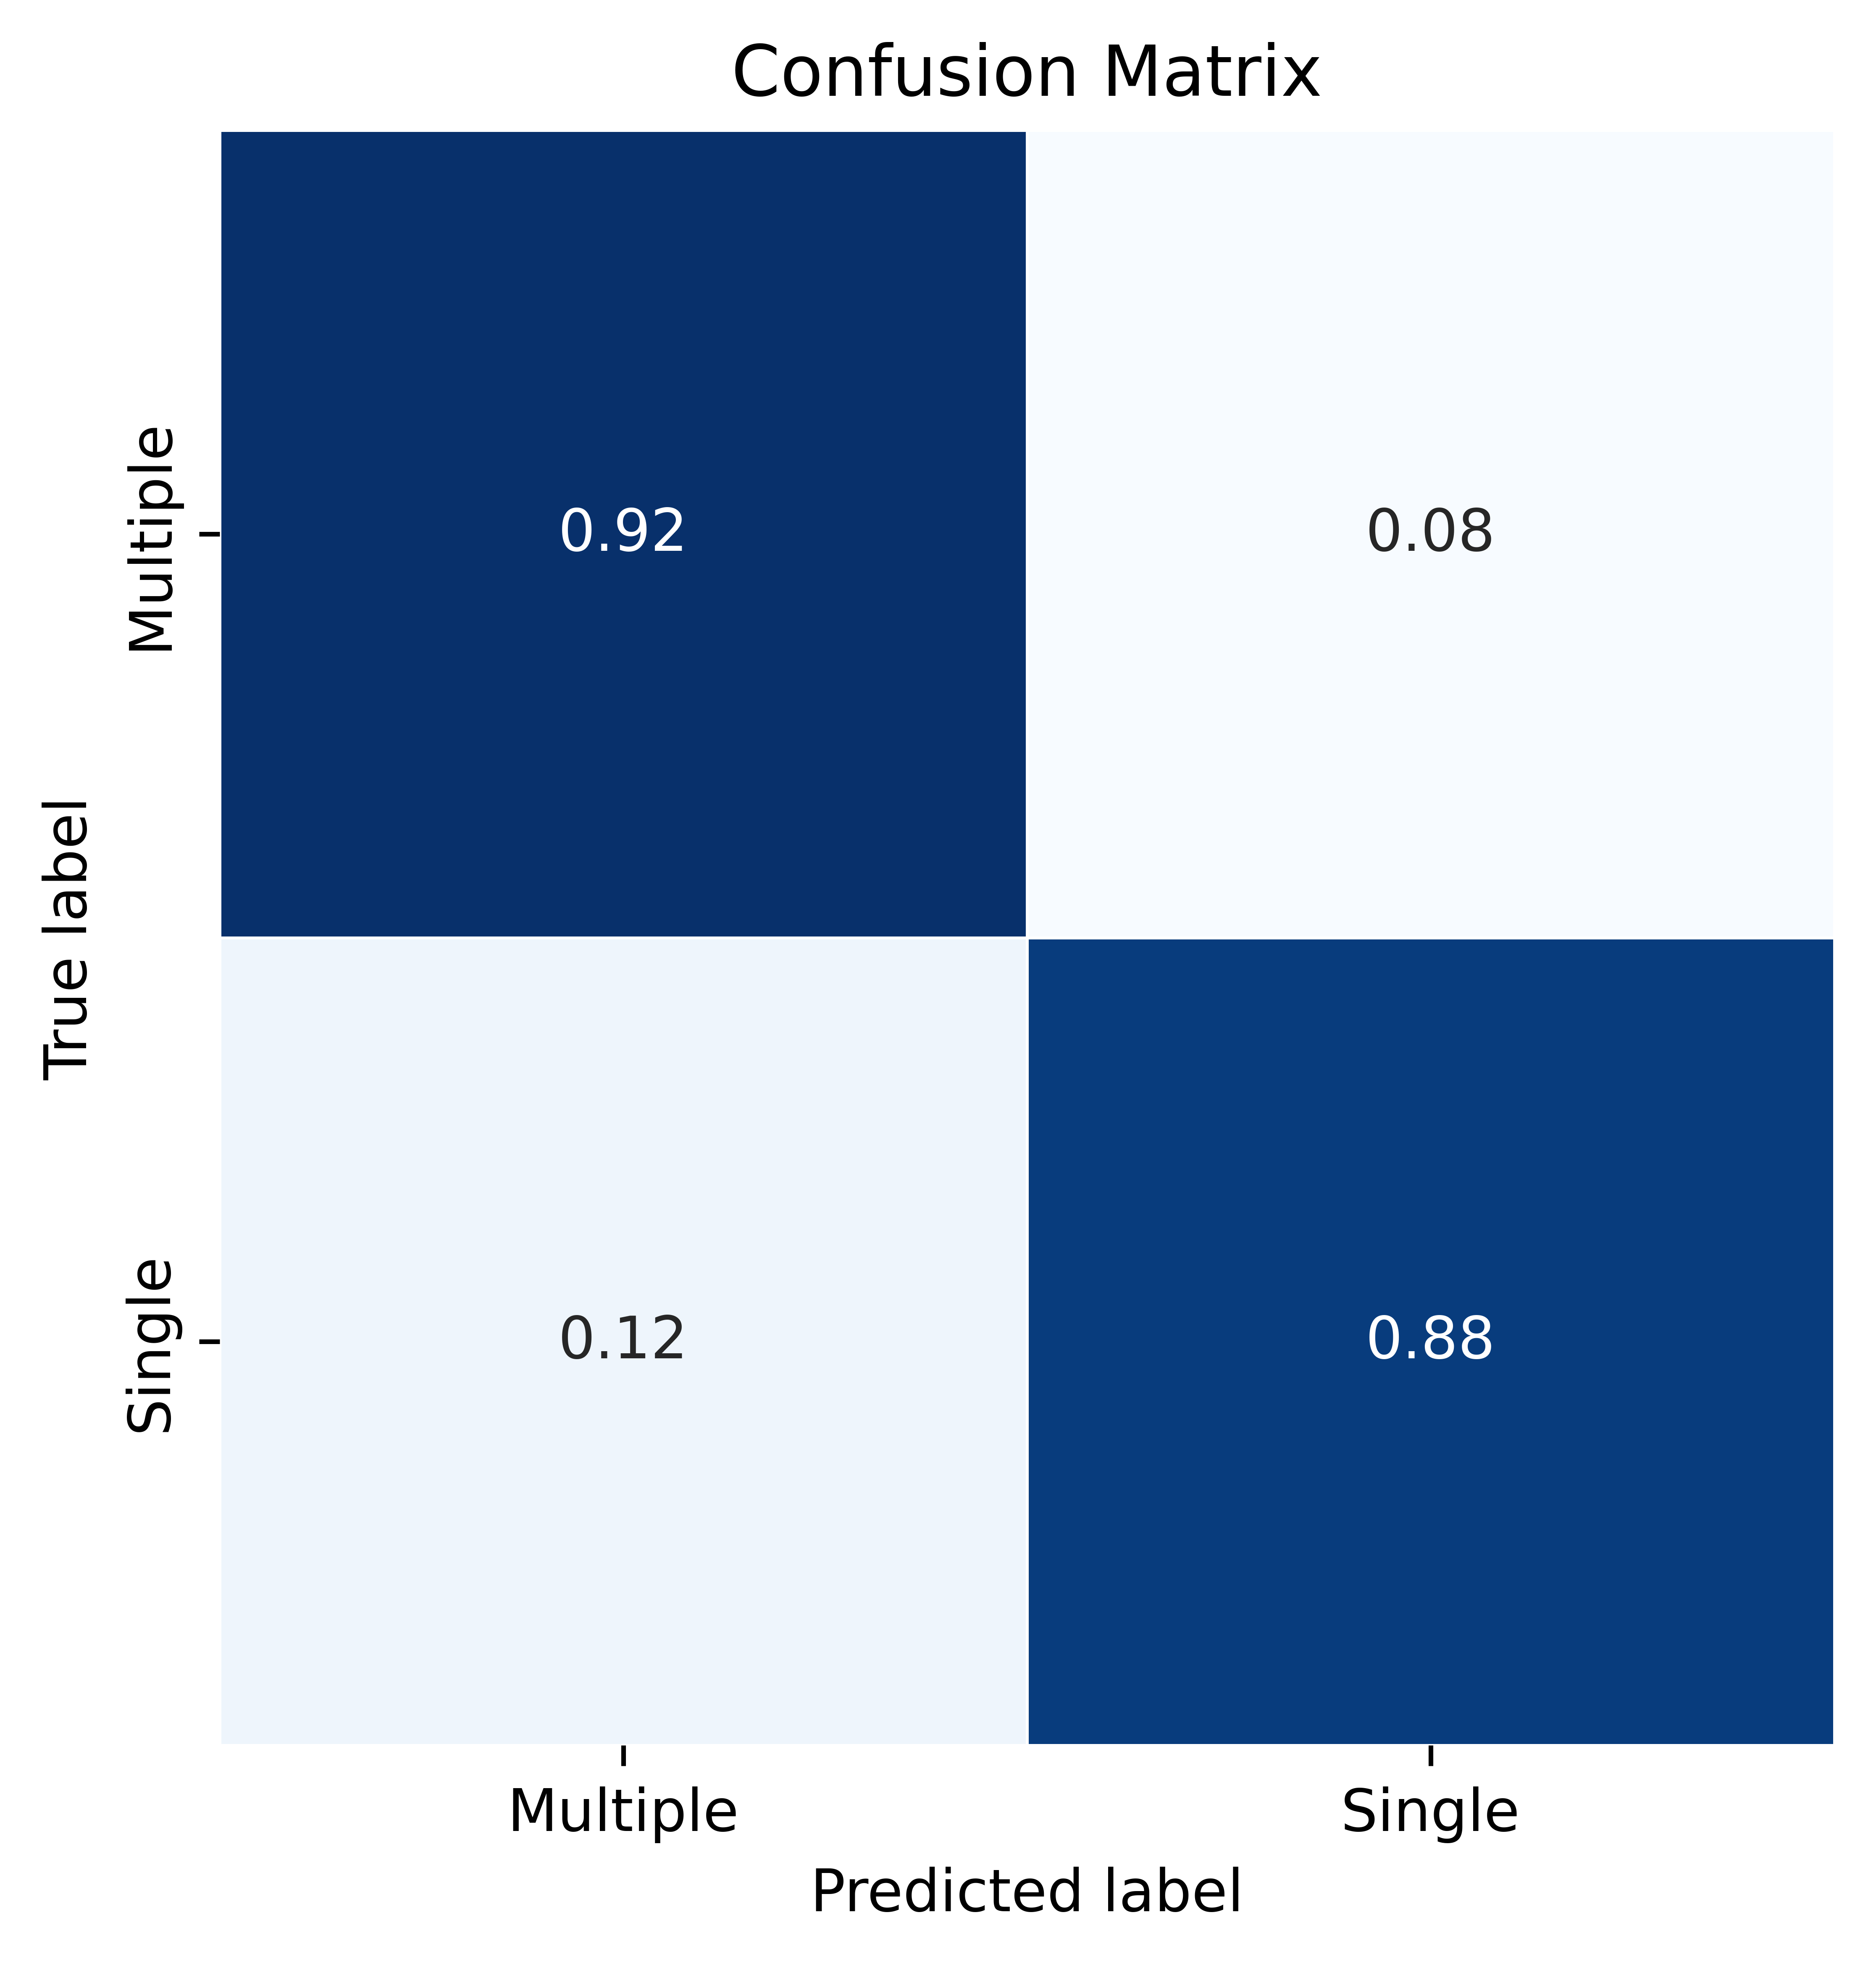 Confusion Matrix
True label
Multiple
0.92 0.08
Single
0.12 0.88
Multiple Single
Predicted label